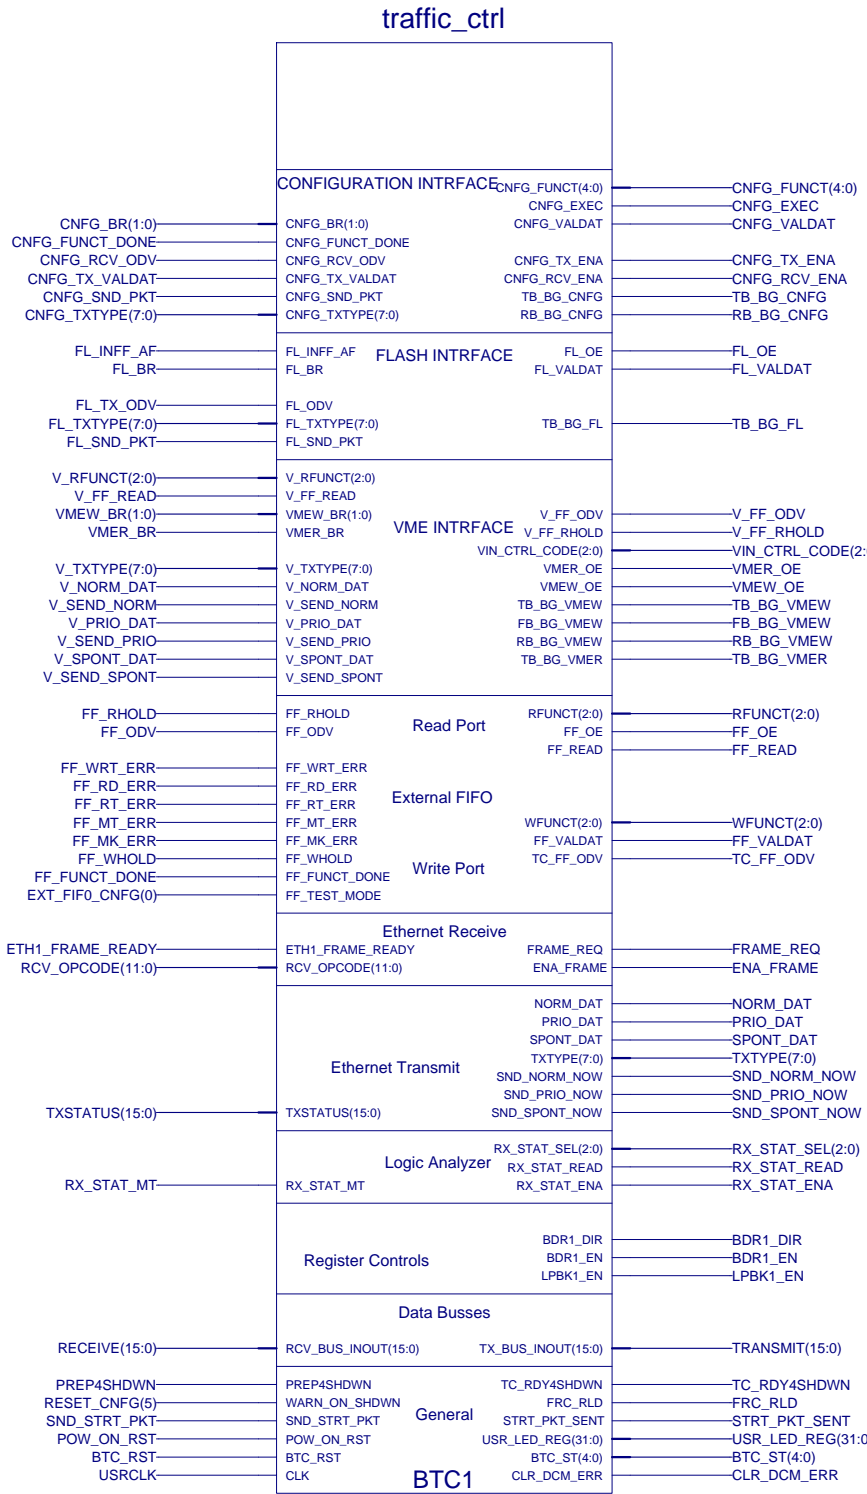 traffic_ctrl
CONFIGURATION INTRFACE CNFG_FUNCT(4:0) CNFG_FUNCT(4:0)
CNFG_EXEC CNFG_EXEC
CNFG_BR(1:0) CNFG_BR(1:0) CNFG_VALDAT CNFG_VALDAT
CNFG_FUNCT_DONE CNFG_FUNCT_DONE
CNFG_RCV_ODV CNFG_RCV_ODV CNFG_TX_ENA CNFG_TX_ENA
CNFG_TX_VALDAT CNFG_TX_VALDAT CNFG_RCV_ENA CNFG_RCV_ENA
CNFG_SND_PKT CNFG_SND_PKT TB_BG_CNFG TB_BG_CNFG
CNFG_TXTYPE(7:0) CNFG_TXTYPE(7:0) RB_BG_CNFG RB_BG_CNFG
FL_INFF_AF FL_INFF_AF FLASH INTRFACE FL_OE FL_OE
FL_BR FL_BR FL_VALDAT FL_VALDAT
FL_TX_ODV FL_ODV
FL_TXTYPE(7:0) FL_TXTYPE(7:0) TB_BG_FL TB_BG_FL
FL_SND_PKT FL_SND_PKT
V_RFUNCT(2:0) V_RFUNCT(2:0)
V_FF_READ V_FF_READ
VMEW_BR(1:0) VMEW_BR(1:0) V_FF_ODV V_FF_ODV
VMER_BR VMER_BR VME INTRFACE V_FF_RHOLD V_FF_RHOLD
VIN_CTRL_CODE(2:0) VIN_CTRL_CODE(2:0
V_TXTYPE(7:0) V_TXTYPE(7:0) VMER_OE VMER_OE
V_NORM_DAT V_NORM_DAT VMEW_OE VMEW_OE
V_SEND_NORM V_SEND_NORM TB_BG_VMEW TB_BG_VMEW
V_PRIO_DAT V_PRIO_DAT FB_BG_VMEW FB_BG_VMEW
V_SEND_PRIO V_SEND_PRIO RB_BG_VMEW RB_BG_VMEW
V_SPONT_DAT V_SPONT_DAT TB_BG_VMER TB_BG_VMER
V_SEND_SPONT V_SEND_SPONT
FF_RHOLD FF_RHOLD Read Port RFUNCT(2:0) RFUNCT(2:0)
FF_ODV FF_ODV FF_OE FF_OE
FF_READ FF_READ
FF_WRT_ERR FF_WRT_ERR
FF_RD_ERR FF_RD_ERR External FIFO
FF_RT_ERR FF_RT_ERR
FF_MT_ERR FF_MT_ERR WFUNCT(2:0) WFUNCT(2:0)
FF_MK_ERR FF_MK_ERR FF_VALDAT FF_VALDAT
FF_WHOLD FF_WHOLD Write Port TC_FF_ODV TC_FF_ODV
FF_FUNCT_DONE FF_FUNCT_DONE
EXT_FIF0_CNFG(0) FF_TEST_MODE
Ethernet Receive
ETH1_FRAME_READY ETH1_FRAME_READY FRAME_REQ FRAME_REQ
RCV_OPCODE(11:0) RCV_OPCODE(11:0) ENA_FRAME ENA_FRAME
NORM_DAT NORM_DAT
PRIO_DAT PRIO_DAT
SPONT_DAT SPONT_DAT
Ethernet Transmit TXTYPE(7:0) TXTYPE(7:0)
SND_NORM_NOW SND_NORM_NOW
SND_PRIO_NOW SND_PRIO_NOW
TXSTATUS(15:0) TXSTATUS(15:0) SND_SPONT_NOW SND_SPONT_NOW
RX_STAT_SEL(2:0) RX_STAT_SEL(2:0)
Logic Analyzer RX_STAT_READ RX_STAT_READ
RX_STAT_MT RX_STAT_MT RX_STAT_ENA RX_STAT_ENA
BDR1_DIR BDR1_DIR
Register Controls BDR1_EN BDR1_EN
LPBK1_EN LPBK1_EN
Data Busses
RECEIVE(15:0) RCV_BUS_INOUT(15:0) TX_BUS_INOUT(15:0) TRANSMIT(15:0)
PREP4SHDWN PREP4SHDWN TC_RDY4SHDWN TC_RDY4SHDWN
RESET_CNFG(5) WARN_ON_SHDWN FRC_RLD FRC_RLD
SND_STRT_PKT SND_STRT_PKT General STRT_PKT_SENT STRT_PKT_SENT
POW_ON_RST POW_ON_RST USR_LED_REG(31:0) USR_LED_REG(31:0
BTC_RST BTC_RST BTC_ST(4:0) BTC_ST(4:0)
USRCLK CLK BTC1 CLR_DCM_ERR CLR_DCM_ERR